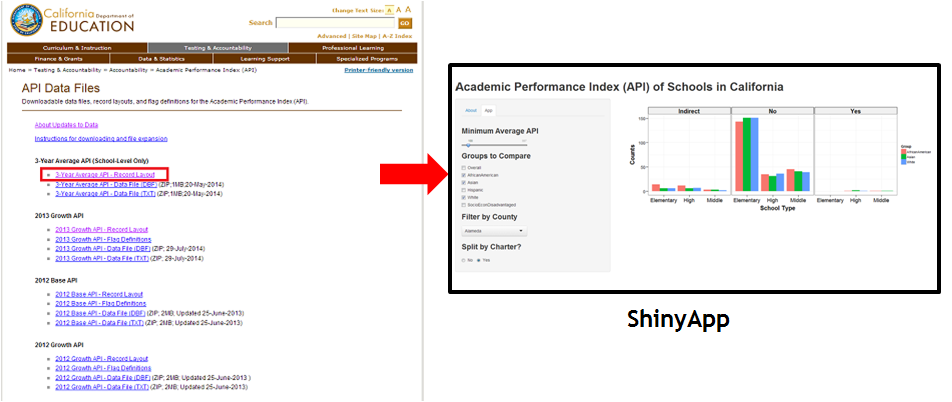 California Department of
EDUCATION
Change Text Size: A A A
Search GO
Advanced | Site Map | A-Z Index
Curriculum & Instruction Testing & Accountability Professional Learning
Finance & Grants Data & Statistics Learning Support Specialized Programs
Home » Testing & Accountability » Accountability » Academic Performance Index (API) Printer-friendly version
API Data Files
Downloadable data files, record layouts, and flag definitions for the Academic Performance Index (API).
About Updates to Data
Instructions for downloading and file expansion
3-Year Average API (School-Level Only)
3-Year Average API - Record Layout
3-Year Average API - Data File (DBF) (ZIP;1MB;20-May-2014)
3-Year Average API - Data File (TXT) (ZIP;1MB;20-May-2014)
2013 Growth API
2013 Growth API - Record Layout
2013 Growth API - Flag Definitions
2013 Growth API - Data File (DBF) (ZIP; 29-July-2014)
2013 Growth API - Data File (TXT) (ZIP; 29-July-2014)
2012 Base API
2012 Base API - Record Layout
2012 Base API - Flag Definitions
2012 Base API - Data File (DBF) (ZIP; 2MB; Updated 25-June-2013)
2012 Base API - Data File (TXT) (ZIP; 2MB; Updated 25-June-2013)
2012 Growth API
2012 Growth API - Record Layout
2012 Growth API - Flag Definitions
2012 Growth API - Data File (DBF) (ZIP; 2MB; Updated 25-June-2013 )
2012 Growth API - Data File (TXT) (ZIP; 2MB; Updated 25-June-2013)
Academic Performance Index (API) of Schools in California
About App
Minimum Average API
Groups to Compare
Overall
AfricanAmerican
Asian
Hispanic
White
SocioEconDisadvantaged
Filter by County
Alameda
Split by Charter?
No Yes
Indirect No Yes
150
100
50
0
Counts
Elementary High Middle Elementary High Middle Elementary High Middle
School Type
Group
AfricanAmerican
Asian
White
ShinyApp